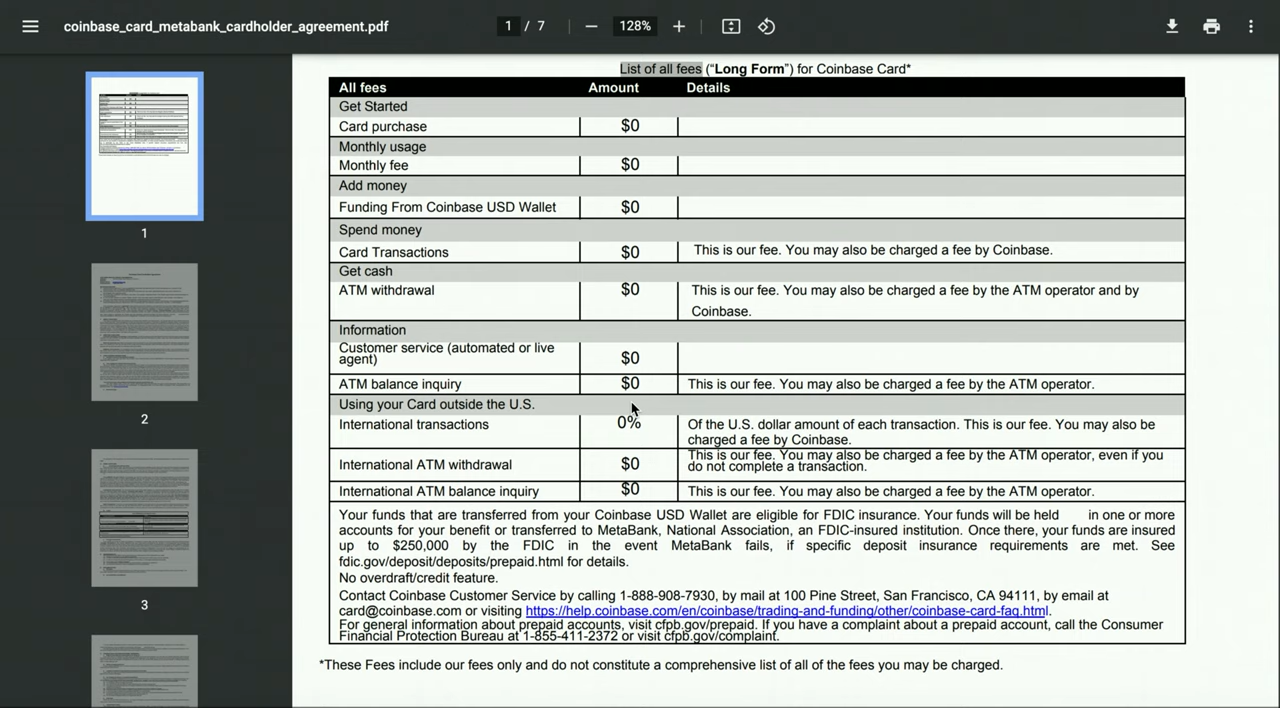 coinbase_card_metabank_cardholder_agreement.pdf
1 / 7
128%
List of all fees (“Long Form”) for Coinbase Card*
All fees Amount Details
Get Started
Card purchase $0
Monthly usage
Monthly fee $0
Add money
Funding From Coinbase USD Wallet $0
Spend money
Card Transactions $0 This is our fee. You may also be charged a fee by Coinbase.
Get cash
ATM withdrawal $0 This is our fee. You may also be charged a fee by the ATM operator and by
Coinbase.
Information
Customer service (automated or live
agent) $0
ATM balance inquiry $0 This is our fee. You may also be charged a fee by the ATM operator.
Using your Card outside the U.S.
International transactions 0% Of the U.S. dollar amount of each transaction. This is our fee. You may also be
charged a fee by Coinbase.
International ATM withdrawal $0 This is our fee. You may also be charged a fee by the ATM operator, even if you
do not complete a transaction.
International ATM balance inquiry $0 This is our fee. You may also be charged a fee by the ATM operator.
Your funds that are transferred from your Coinbase USD Wallet are eligible for FDIC insurance. Your funds will be held in one or more
accounts for your benefit or transferred to MetaBank, National Association, an FDIC-insured institution. Once there, your funds are insured
up to $250,000 by the FDIC in the event MetaBank fails, if specific deposit insurance requirements are met. See
fdic.gov/deposit/deposits/prepaid.html for details.
No overdraft/credit feature.
Contact Coinbase Customer Service by calling 1-888-908-7930, by mail at 100 Pine Street, San Francisco, CA 94111, by email at
card@coinbase.com or visiting https://help.coinbase.com/en/coinbase/trading-and-funding/other/coinbase-card-faq.html.
For general information about prepaid accounts, visit cfpb.gov/prepaid. If you have a complaint about a prepaid account, call the Consumer
Financial Protection Bureau at 1-855-411-2372 or visit cfpb.gov/complaint.
*These Fees include our fees only and do not constitute a comprehensive list of all of the fees you may be charged.
1
2
3